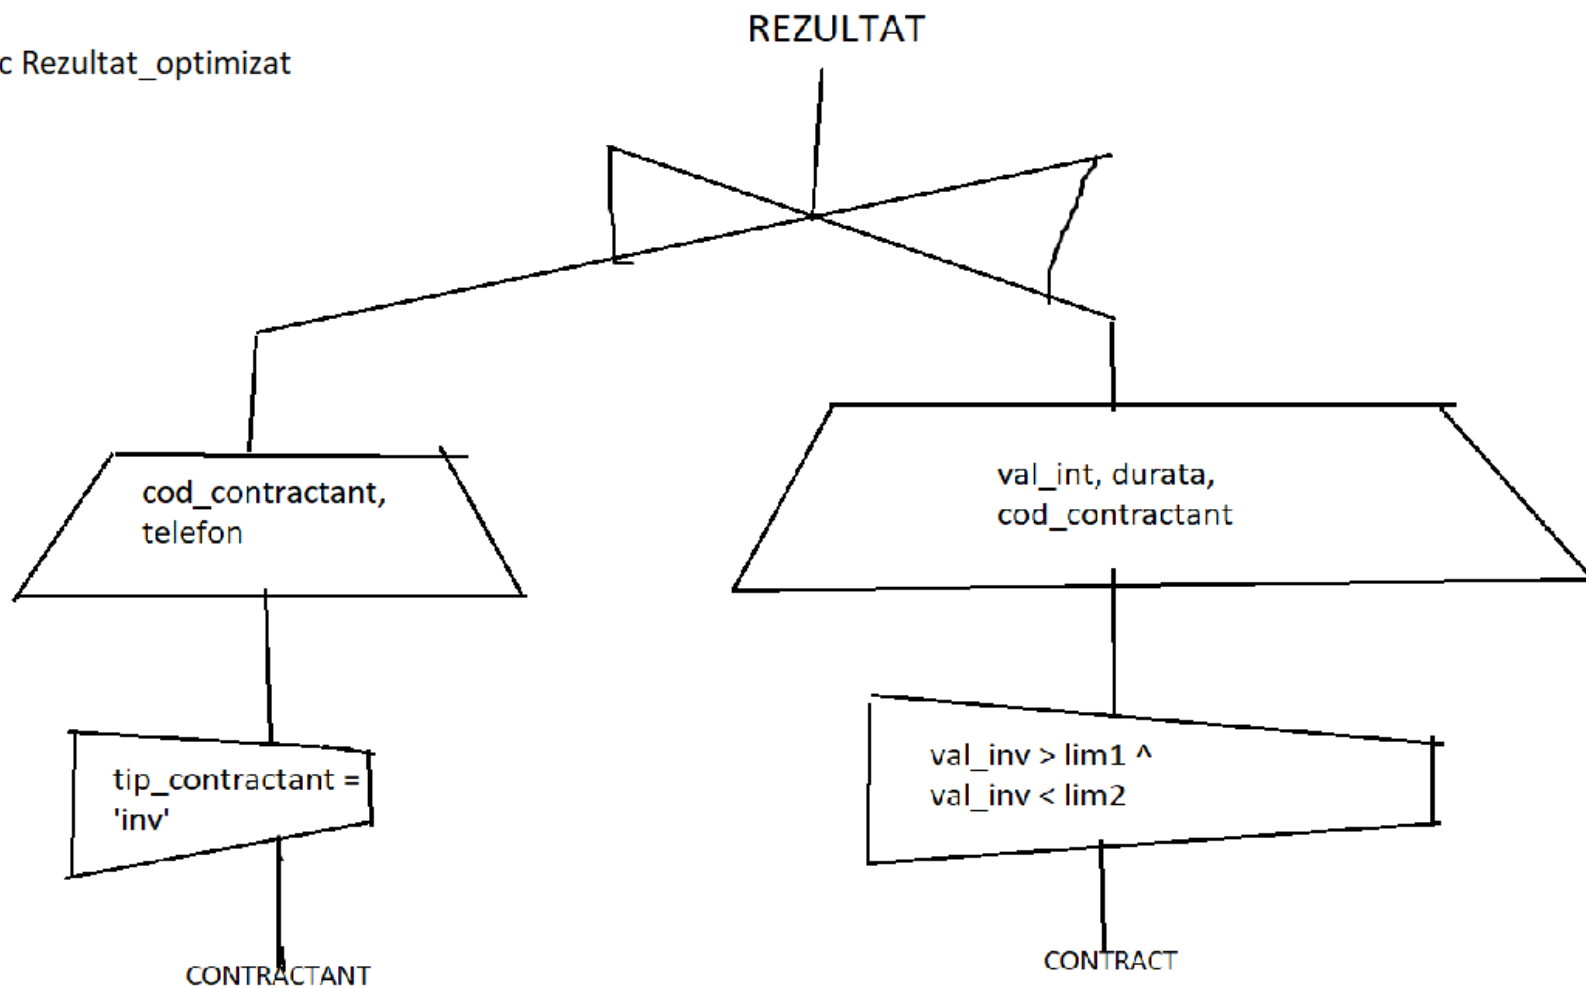 REZULTAT
c Rezultat_optimizat
cod_contractant,
telefon
val_int, durata,
cod_contractant
tip_contractant =
'inv'
val_inv > lim1 ^
val_inv < lim2
CONTRACTANT
CONTRACT